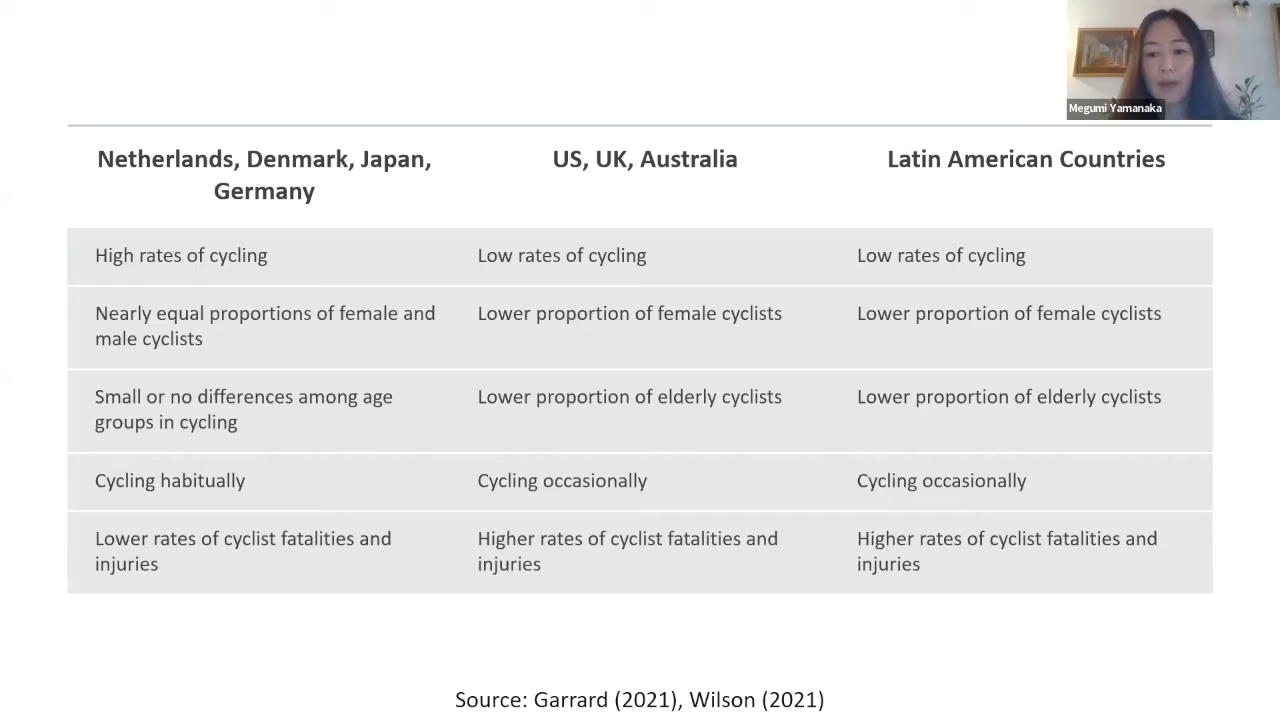 Megumi Yamanaka
Netherlands, Denmark, Japan,
Germany
US, UK, Australia
Latin American Countries
High rates of cycling
Low rates of cycling
Low rates of cycling
Nearly equal proportions of female and
male cyclists
Lower proportion of female cyclists
Lower proportion of female cyclists
Small or no differences among age
groups in cycling
Lower proportion of elderly cyclists
Lower proportion of elderly cyclists
Cycling habitually
Cycling occasionally
Cycling occasionally
Lower rates of cyclist fatalities and
injuries
Higher rates of cyclist fatalities and
injuries
Higher rates of cyclist fatalities and
injuries
Source: Garrard (2021), Wilson (2021)